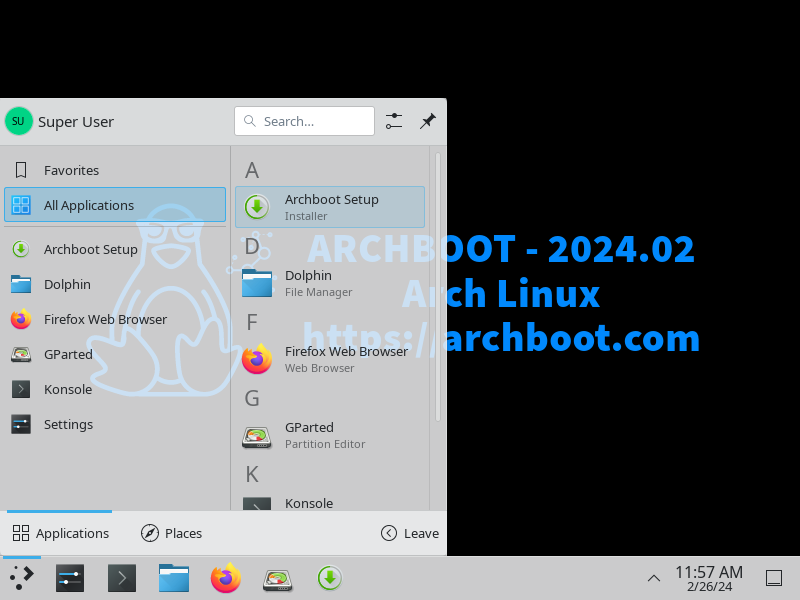 SU Super User
Search...
Favorites
All Applications
Archboot Setup
Dolphin
Firefox Web Browser
GParted
Konsole
Settings
A
Archboot Setup
Installer
D
Dolphin
File Manager
F
Firefox Web Browser
Web Browser
G
GParted
Partition Editor
K
Konsole
ARCHBOOT - 2024.02
Arch Linux
https://archboot.com
Applications
Places
Leave
11:57 AM
2/26/24